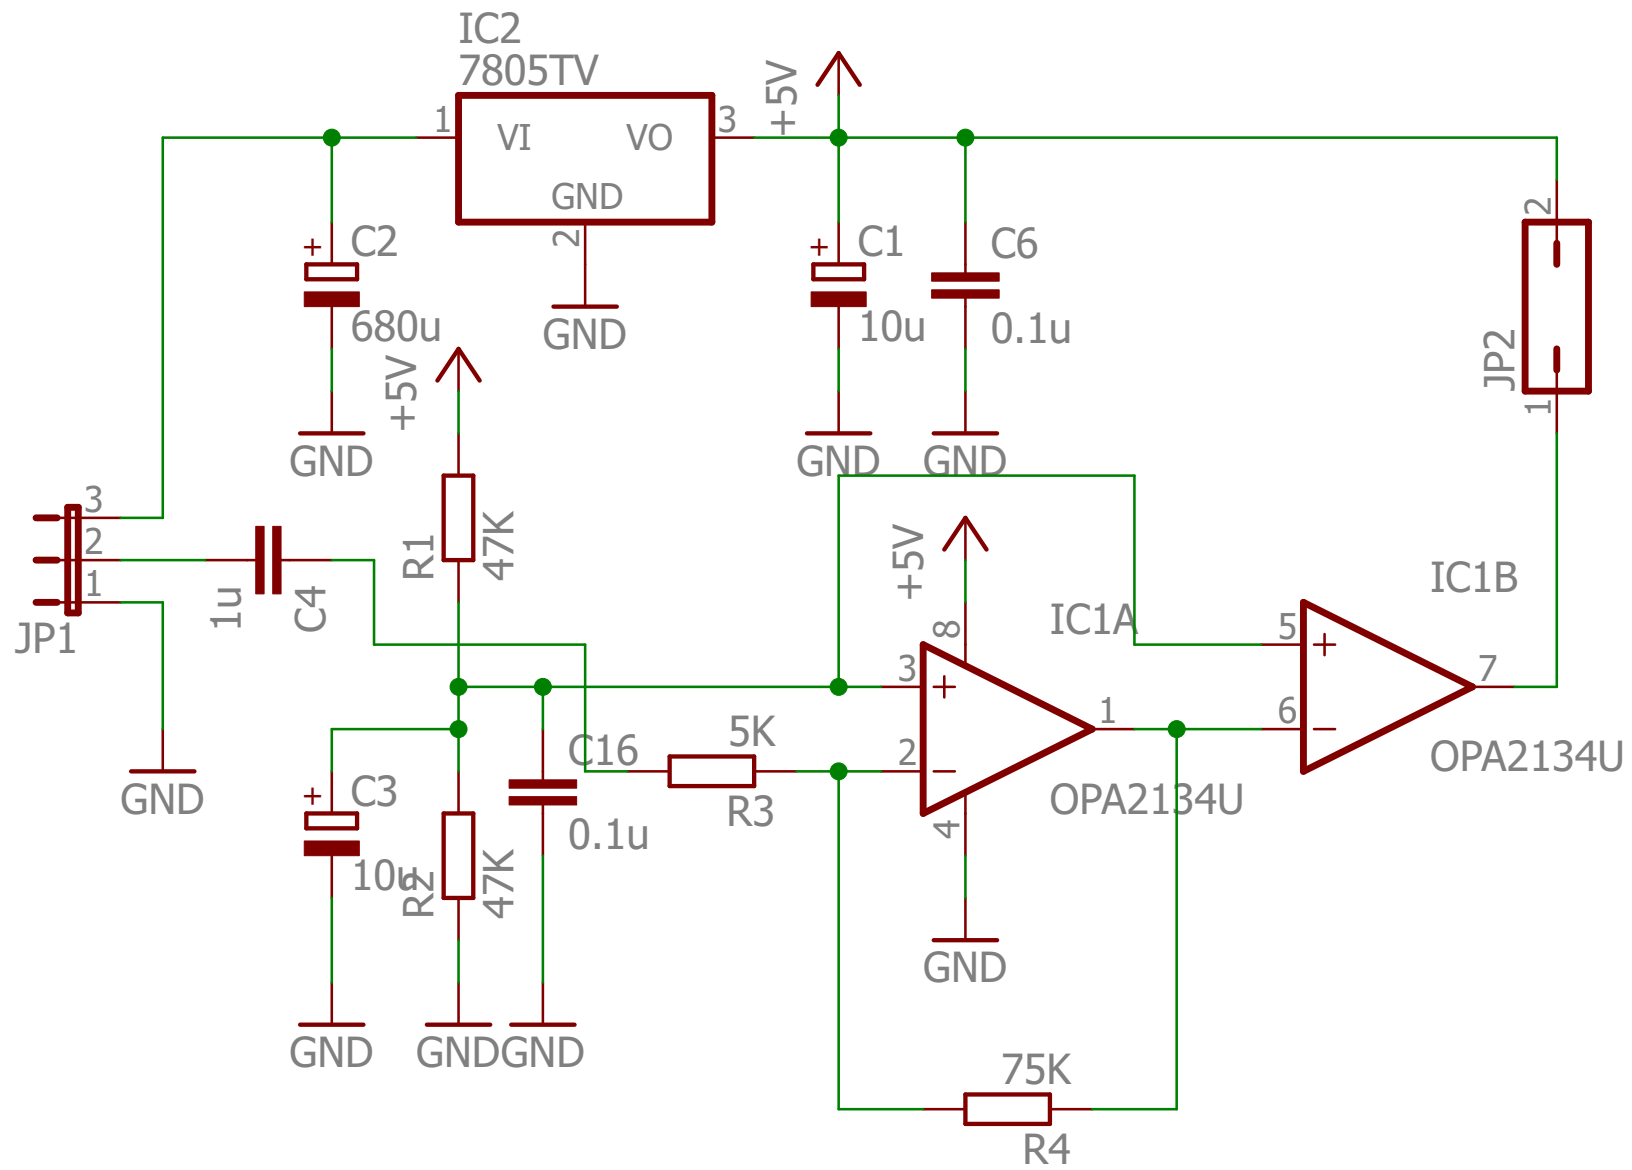 IC2
7805TV
1
VI
VO
3
GND
2
GND
+5V
C2
680u
GND
C1
10u
GND
C6
0.1u
GND
2
JP2
1
+5V
R1
47K
3
2
1
JP1
1u
C4
GND
+5V
8
IC1A
3
+
2
−
1
4
OPA2134U
GND
IC1B
5
+
6
−
7
OPA2134U
C16
0.1u
GND
5K
R3
+
C3
10u
GND
R2
47K
GND
75K
R4
+
+